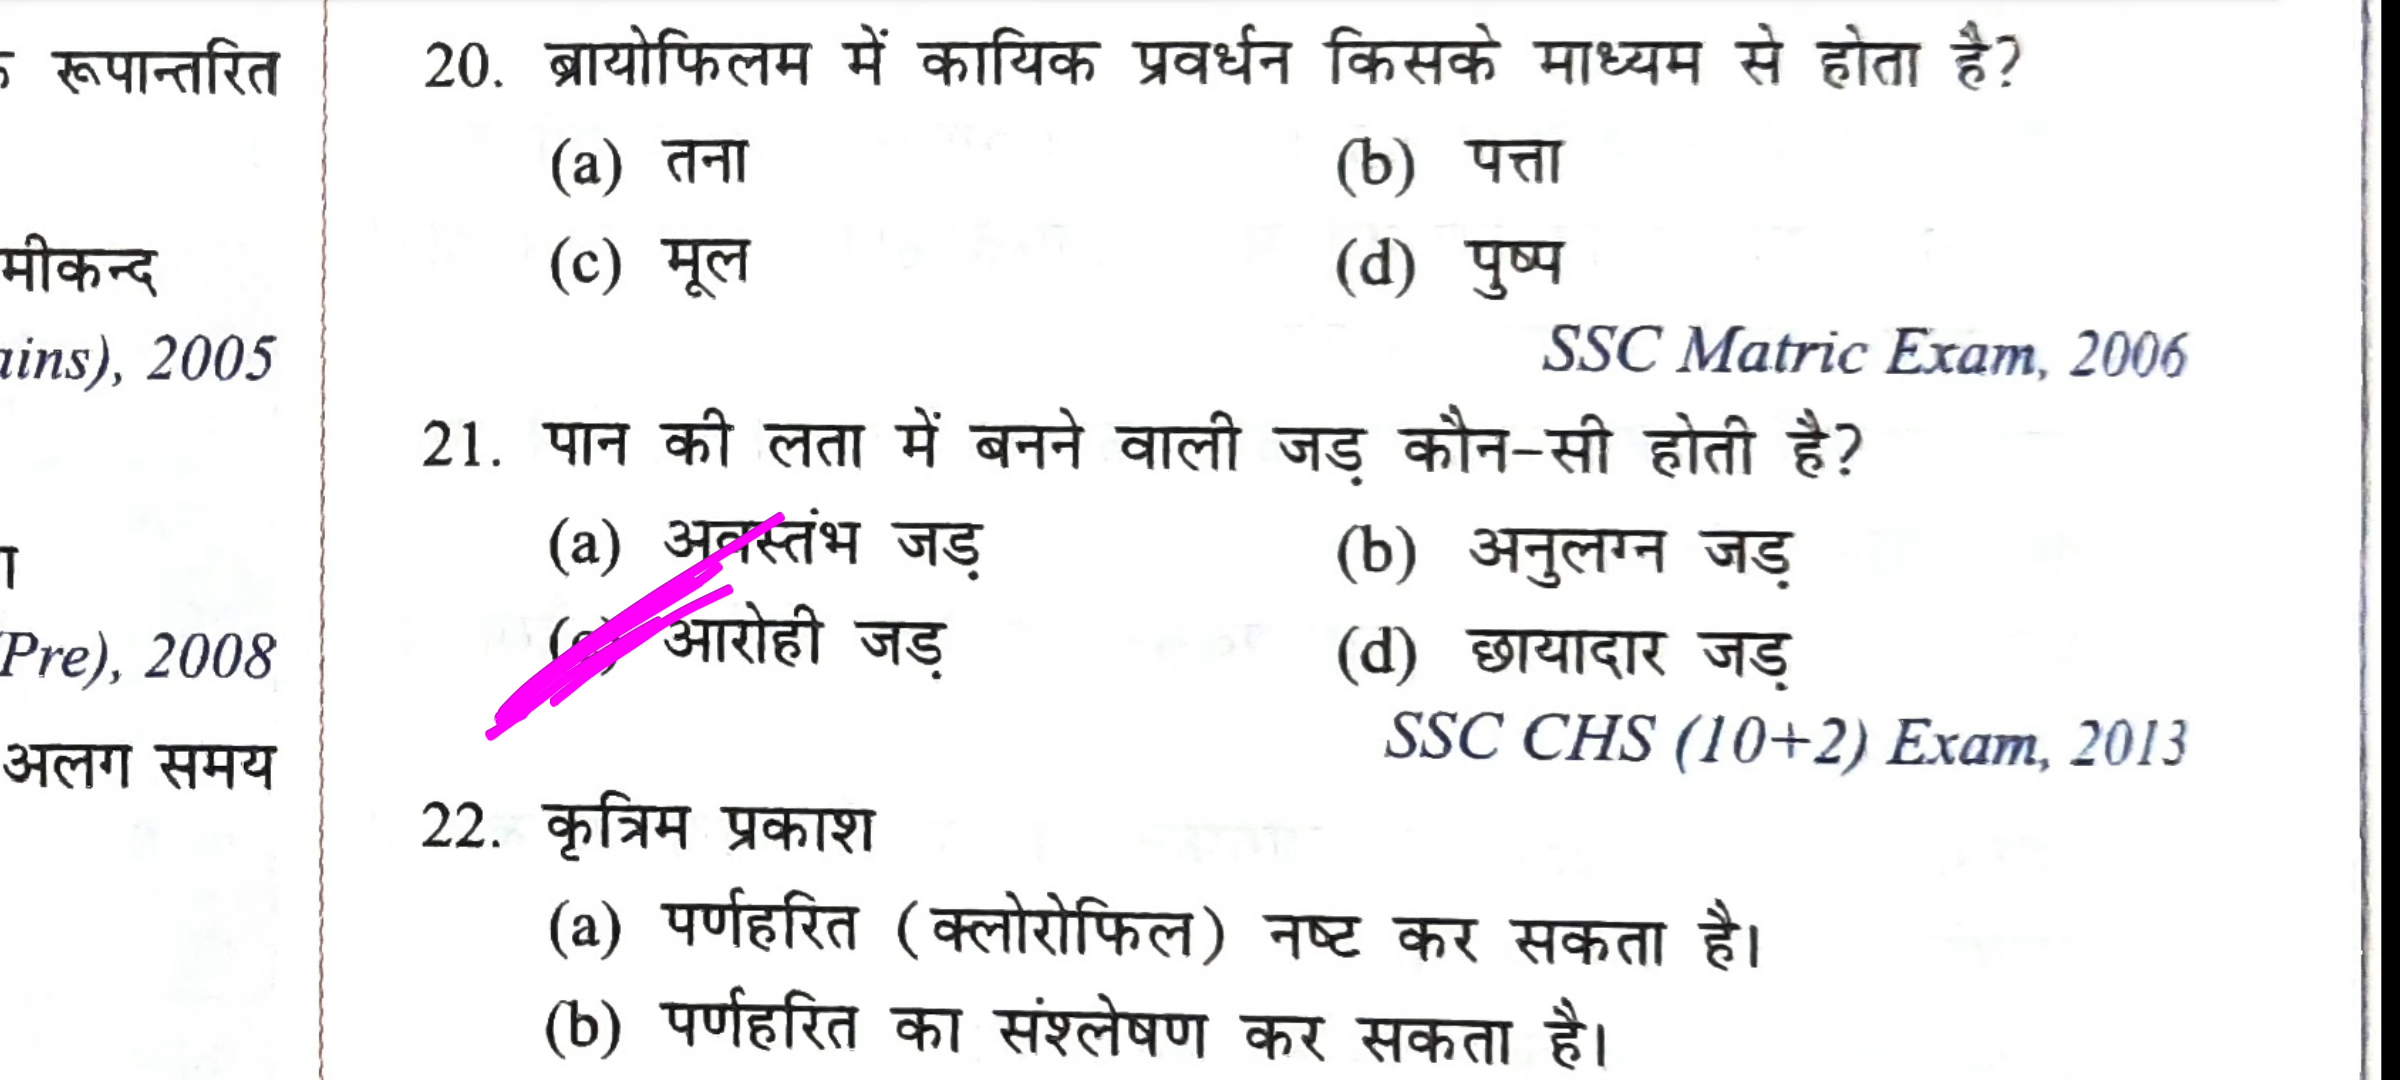 रूपान्तरित
मीकन्द
ains), 2005
Pre), 2008
अलग समय
20. ब्रायोफिलम में कायिक प्रवर्धन किसके माध्यम से होता है?
(a) तना (b) पत्ता
(c) मूल (d) पुष्प
SSC Matric Exam, 2006
21. पान की लता में बनने वाली जड़ कौन-सी होती है?
(a) अवस्तंभ जड़ (b) अनुलग्न जड़
(c) आरोही जड़ (d) छायादार जड़
SSC CHS (10+2) Exam, 2013
22. कृत्रिम प्रकाश
(a) पर्णहरित (क्लोरोफिल) नष्ट कर सकता है।
(b) पर्णहरित का संश्लेषण कर सकता है।